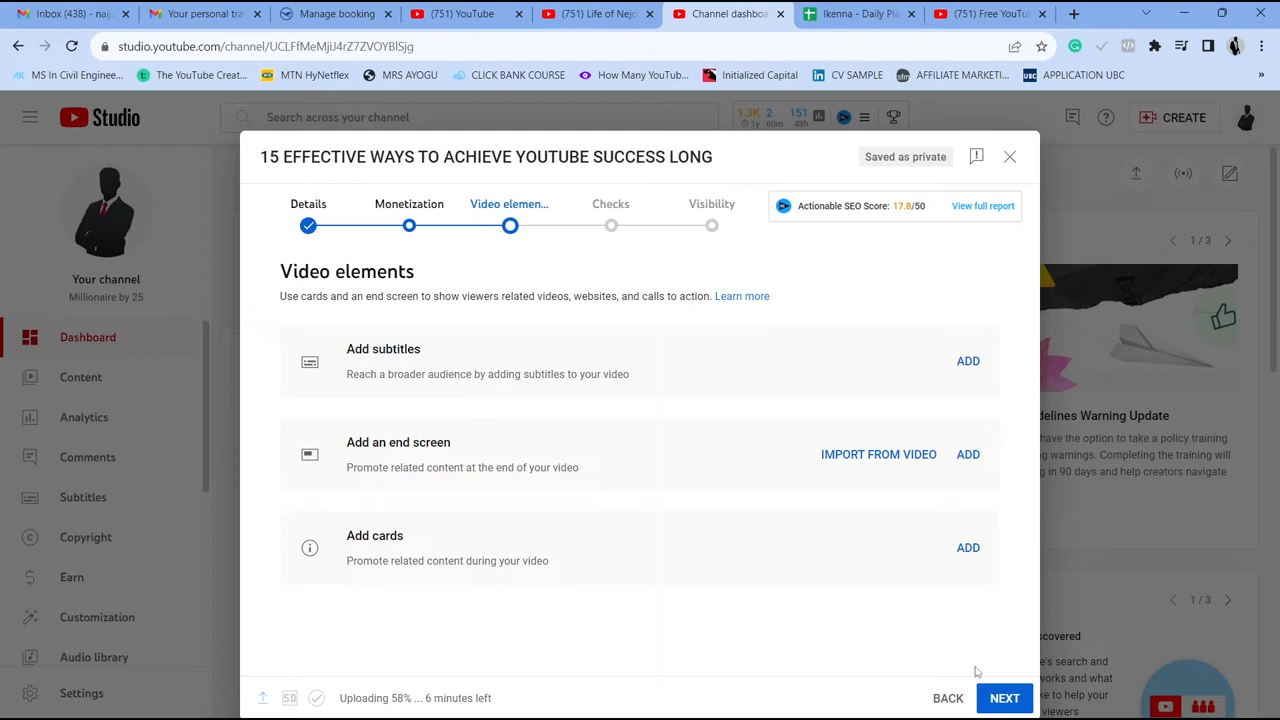 Inbox (438) - naij
Your personal tra
Manage booking
(751) YouTube
(751) Life of Nejo
Channel dashboa
Ikenna - Daily Pla
(751) Free YouTu
studio.youtube.com/channel/UCLFfMeMjiJ4rZ7ZVOYBlSjg
MS In Civil Enginee...
The YouTube Creat...
MTN HyNetflex
MRS AYOGU
CLICK BANK COURSE
How Many YouTub...
Initialized Capital
CV SAMPLE
AFFILIATE MARKETI...
APPLICATION UBC
»
Studio
Search across your channel
1.3K 2 151
1y 60m 48h
CREATE
15 EFFECTIVE WAYS TO ACHIEVE YOUTUBE SUCCESS LONG
Saved as private
Details
Monetization
Video elemen...
Checks
Visibility
Actionable SEO Score: 17.8/50
View full report
Video elements
Use cards and an end screen to show viewers related videos, websites, and calls to action. Learn more
Add subtitles
Reach a broader audience by adding subtitles to your video
ADD
Add an end screen
Promote related content at the end of your video
IMPORT FROM VIDEO
ADD
Add cards
Promote related content during your video
ADD
Uploading 58% ... 6 minutes left
BACK
NEXT
Your channel
Millionaire by 25
Dashboard
Content
Analytics
Comments
Subtitles
Copyright
Earn
Customization
Audio library
Settings
1 / 3
delines Warning Update
have the option to take a policy training
ng warnings. Completing the training will
ng in 90 days and help creators navigate
1 / 3
scovered
e's search and
works and what
ke to help your
viewers